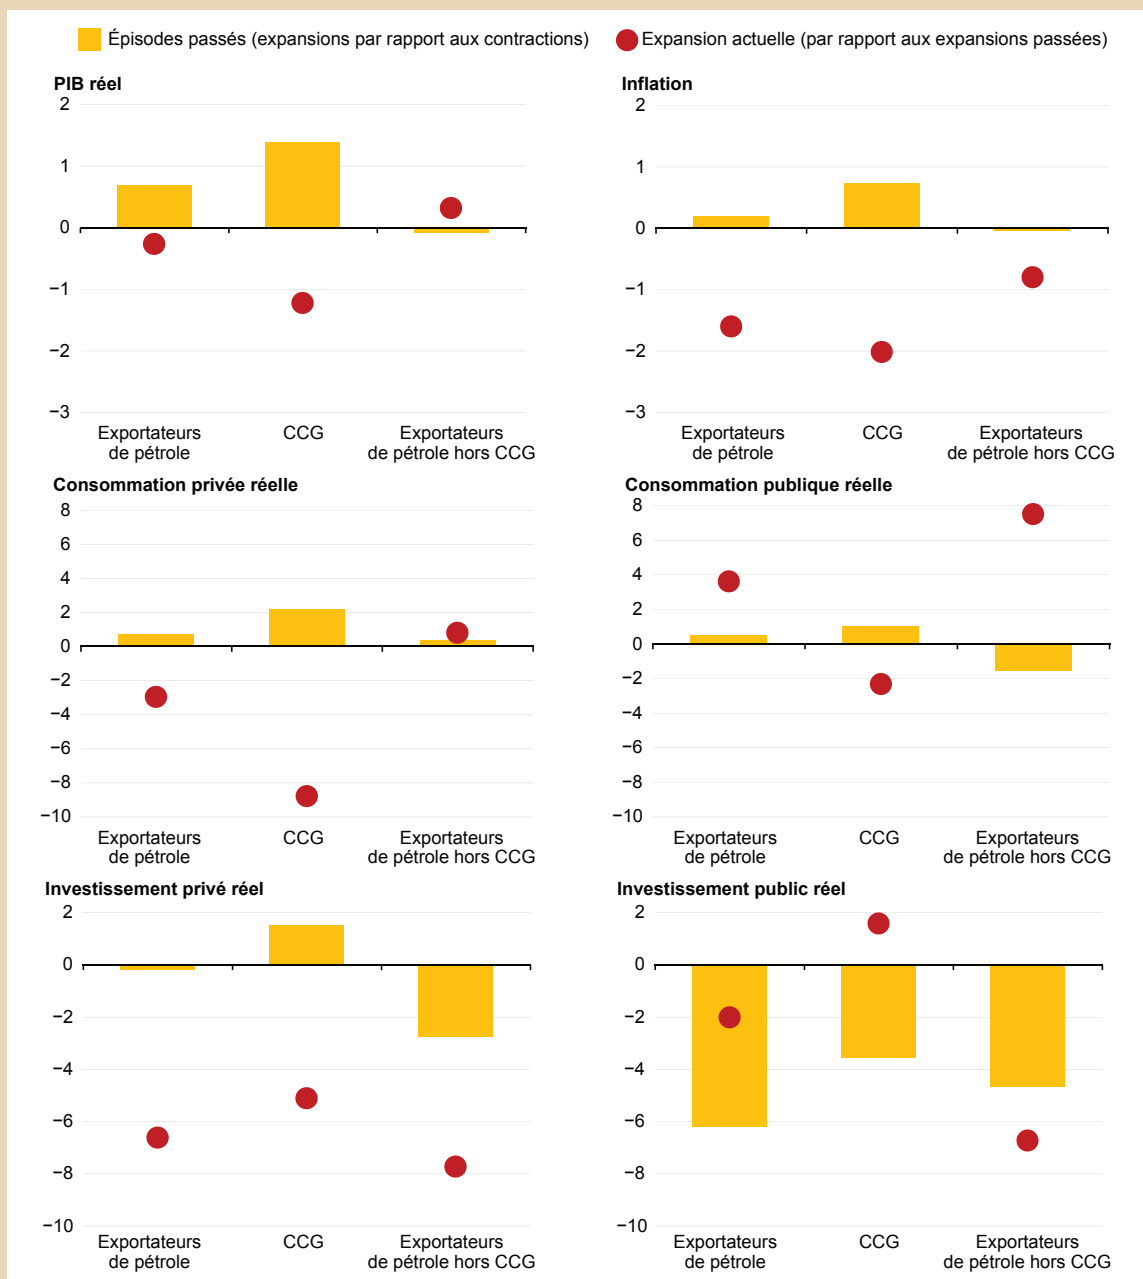 Épisodes passés (expansions par rapport aux contractions)
Expansion actuelle (par rapport aux expansions passées)
PIB réel
2
1
0
−1
−2
−3
Exportateurs
de pétrole
CCG
Exportateurs
de pétrole hors CCG
Inflation
2
1
0
−1
−2
−3
Exportateurs
de pétrole
CCG
Exportateurs
de pétrole hors CCG
Consommation privée réelle
8
6
4
2
0
−2
−4
−6
−8
−10
Exportateurs
de pétrole
CCG
Exportateurs
de pétrole hors CCG
Consommation publique réelle
8
6
4
2
0
−2
−4
−6
−8
−10
Exportateurs
de pétrole
CCG
Exportateurs
de pétrole hors CCG
Investissement privé réel
2
0
−2
−4
−6
−8
−10
Exportateurs
de pétrole
CCG
Exportateurs
de pétrole hors CCG
Investissement public réel
2
0
−2
−4
−6
−8
−10
Exportateurs
de pétrole
CCG
Exportateurs
de pétrole hors CCG